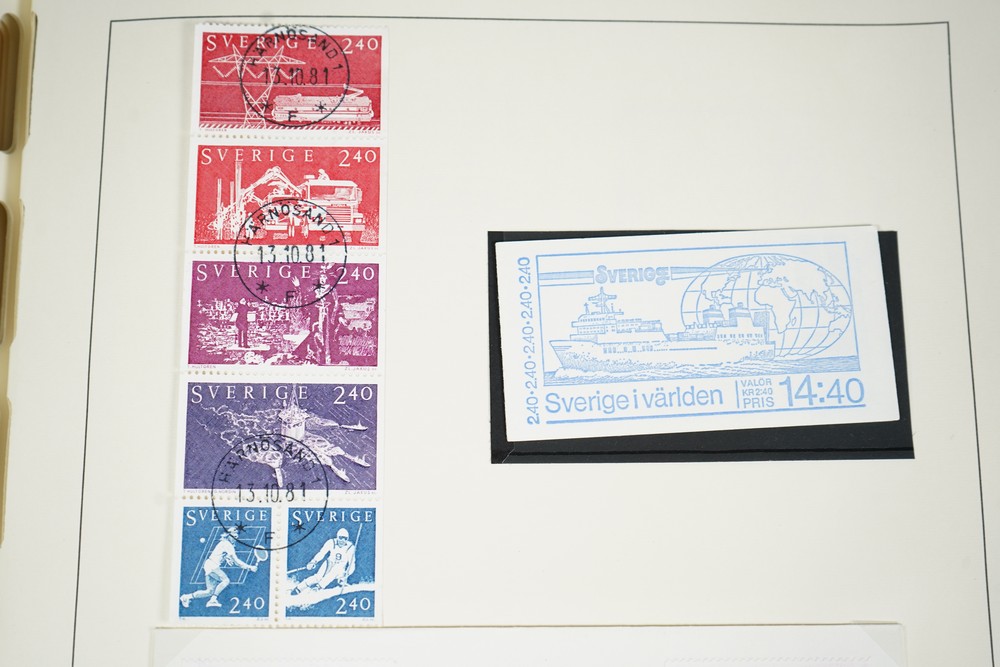 SVERIGE 2.40
HÄRNÖSAND 1
13.10.81
* F *
SVERIGE 2.40
HÄRNÖSAND 1
13.10.81
* F *
SVERIGE 2.40
SVERIGE 2.40
HÄRNÖSAND 1
13.10.81
* F *
SVERIGE
2.40
SVERIGE
9
2.40
2.40•2.40•2.40•2.40•2.40
SVERIGE
Sverige i världen
VALÖR
KR 2:40
PRIS
14:40